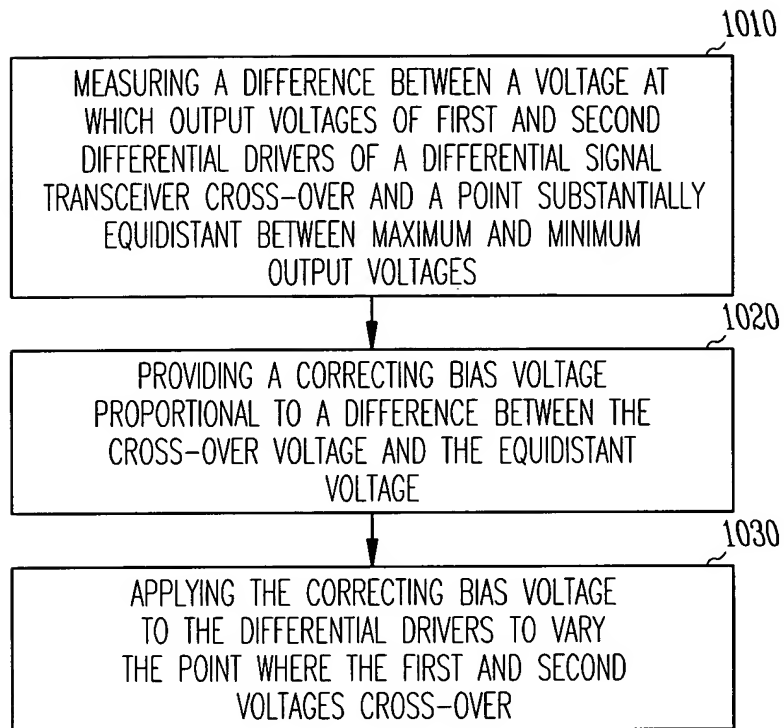 1010
MEASURING A DIFFERENCE BETWEEN A VOLTAGE AT
WHICH OUTPUT VOLTAGES OF FIRST AND SECOND
DIFFERENTIAL DRIVERS OF A DIFFERENTIAL SIGNAL
TRANSCEIVER CROSS-OVER AND A POINT SUBSTANTIALLY
EQUIDISTANT BETWEEN MAXIMUM AND MINIMUM
OUTPUT VOLTAGES
1020
PROVIDING A CORRECTING BIAS VOLTAGE
PROPORTIONAL TO A DIFFERENCE BETWEEN THE
CROSS-OVER VOLTAGE AND THE EQUIDISTANT
VOLTAGE
1030
APPLYING THE CORRECTING BIAS VOLTAGE
TO THE DIFFERENTIAL DRIVERS TO VARY
THE POINT WHERE THE FIRST AND SECOND
VOLTAGES CROSS-OVER